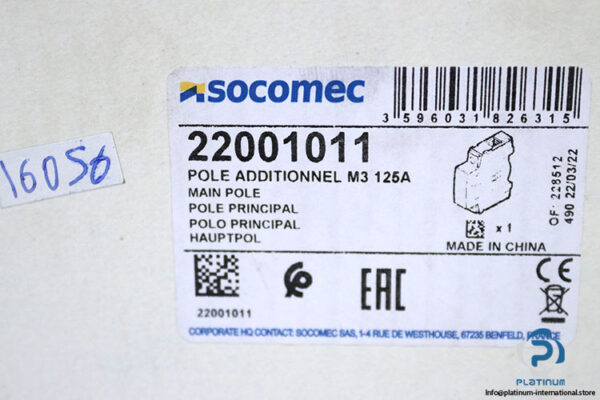 socomec
3 596031 826315
22001011
POLE ADDITIONNEL M3 125A
MAIN POLE
POLE PRINCIPAL
POLO PRINCIPAL
HAUPTPOL
x 1
MADE IN CHINA
OF: 228512
490 22/03/22
16056
22001011
EAC
CE
CORPORATE HQ CONTACT: SOCOMEC SAS, 1-4 RUE DE WESTHOUSE, 67235 BENFELD, FRANCE
PLATINUM
Info@platinum-international.store